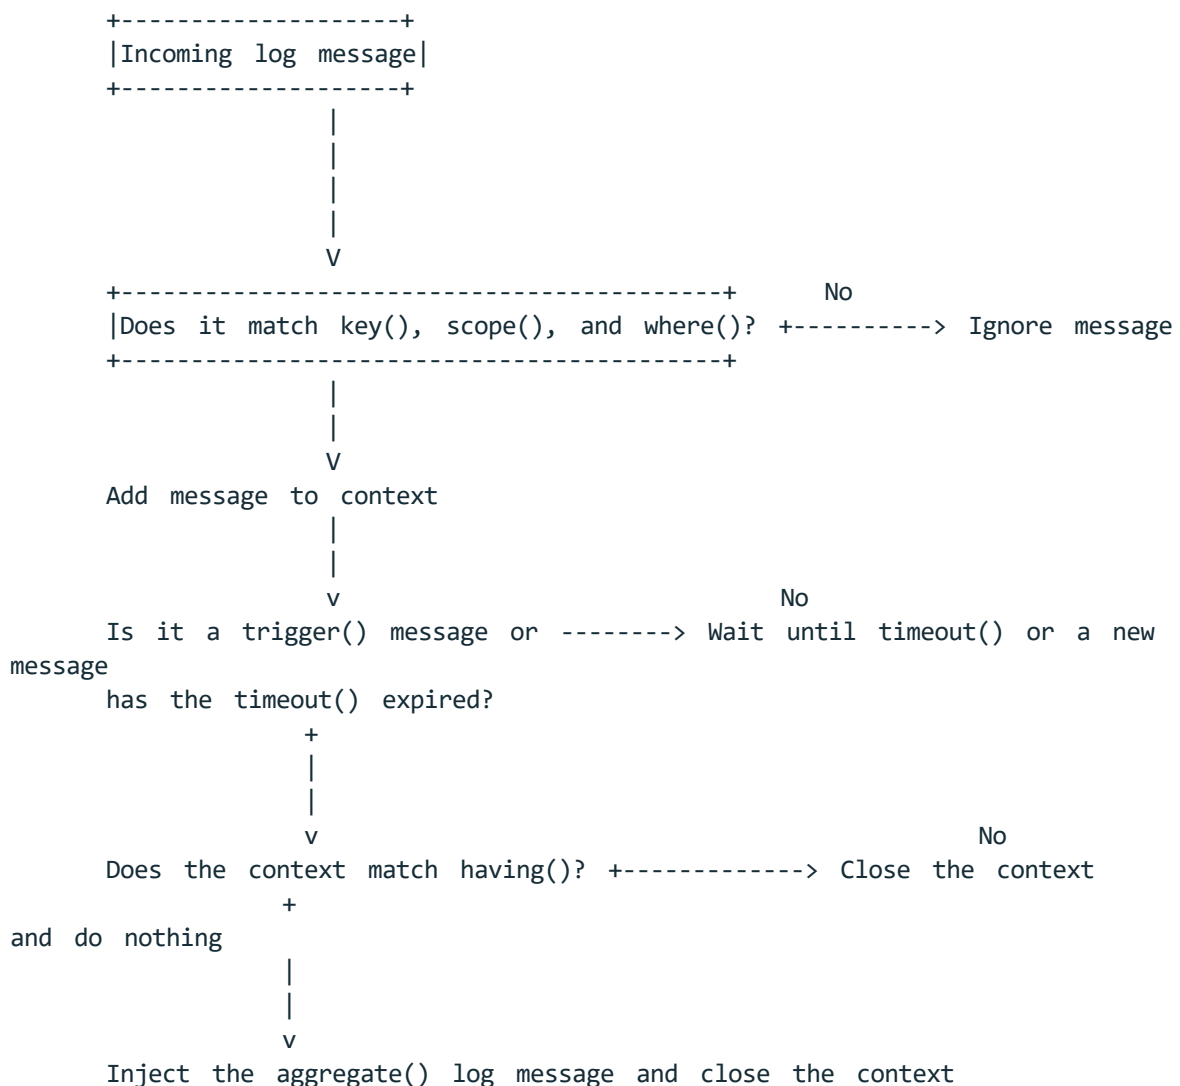 +--------------------+
|Incoming log message|
+--------------------+
|
|
|
|
V
+-------------------------------------------+ No
|Does it match key(), scope(), and where()? +----------> Ignore message
+-------------------------------------------+
|
|
V
Add message to context
|
|
v No
Is it a trigger() message or --------> Wait until timeout() or a new
message
has the timeout() expired?
+
|
|
v No
Does the context match having()? +-------------> Close the context
+
and do nothing
|
|
v
Inject the aggregate() log message and close the context